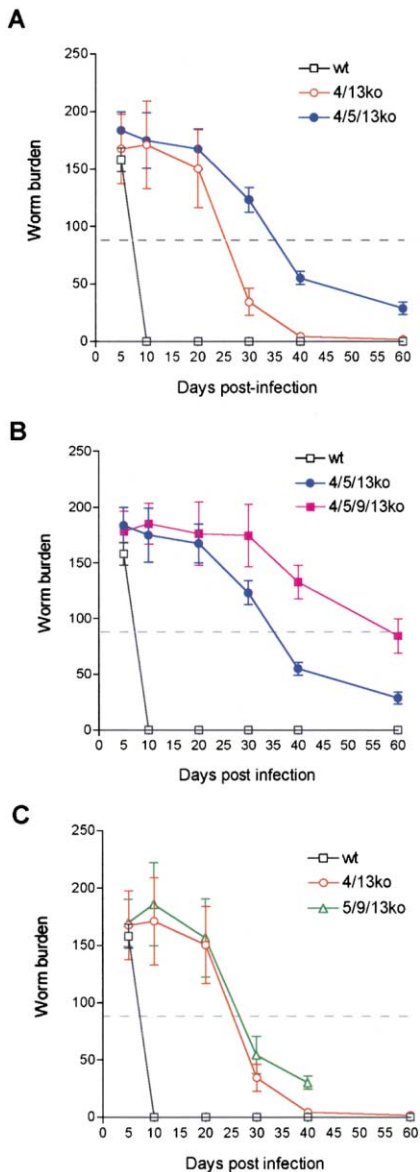 A
250
200
150
100
50
0
Worm burden
wt
4/13ko
4/5/13ko
0 5 10 15 20 25 30 35 40 45 50 55 60
Days post-infection
B
250
200
150
100
50
0
Worm burden
wt
4/5/13ko
4/5/9/13ko
0 5 10 15 20 25 30 35 40 45 50 55 60
Days post infection
C
250
200
150
100
50
0
Worm burden
wt
4/13ko
5/9/13ko
0 5 10 15 20 25 30 35 40 45 50 55 60
Days post-infection